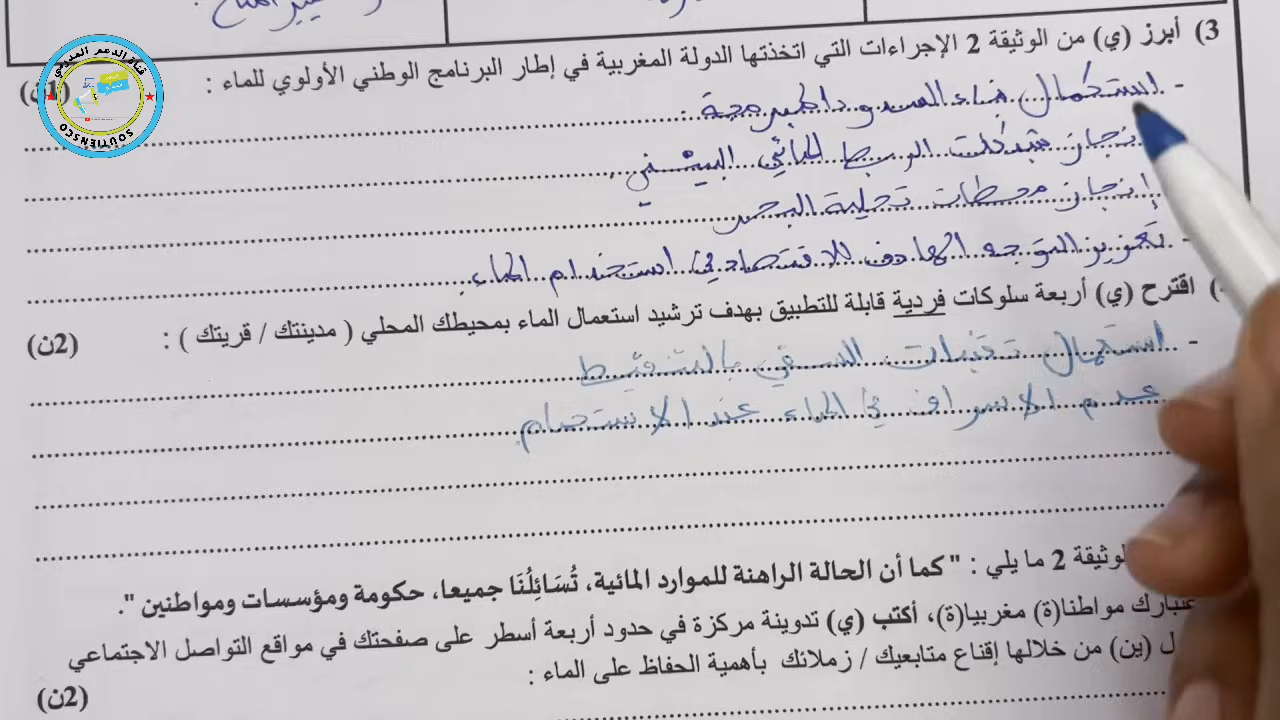 3) أبرز (ي) من الوثيقة 2 الإجراءات التي اتخذتها الدولة المغربية في إطار البرنامج الوطني الأولوي للماء :
- استكمال بناء السدود المبرمجة.
إنجاز شبكات الربط المائي البيني
إنجاز محطات تحلية البحر
- تعزيز التوجه الهادف للاقتصاد في استخدام الماء.
) اقترح (ي) أربعة سلوكات فردية قابلة للتطبيق بهدف ترشيد استعمال الماء بمحيطك المحلي ( مدينتك / قريتك ) : (2ن)
- استعمال تقنيات السقي بالتنقيط
عدم الاسراف في الماء عند الاستحمام
وثيقة 2 ما يلي : " كما أن الحالة الراهنة للموارد المائية، تُسَائِلُنَا جميعا، حكومة ومؤسسات ومواطنين ".
عتبارك مواطنا(ة) مغربيا(ة)، أكتب (ي) تدوينة مركزة في حدود أربعة أسطر على صفحتك في مواقع التواصل الاجتماعي
ل (ين) من خلالها إقناع متابعيك / زملائك بأهمية الحفاظ على الماء : (2ن)
SOUTIENSCO